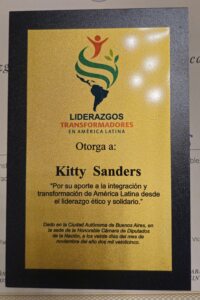 LIDERAZGOS
TRANSFORMADORES
EN AMÉRICA LATINA
Otorga a:
Kitty Sanders
"Por su aporte a la integración y
transformación de América Latina desde
el liderazgo ético y solidario."
Dado en la Ciudad Autónoma de Buenos Aires, en
la sede de la Honorable Cámara de Diputados
de la Nación, a los veinte días del mes de
noviembre del año dos mil veinticinco.